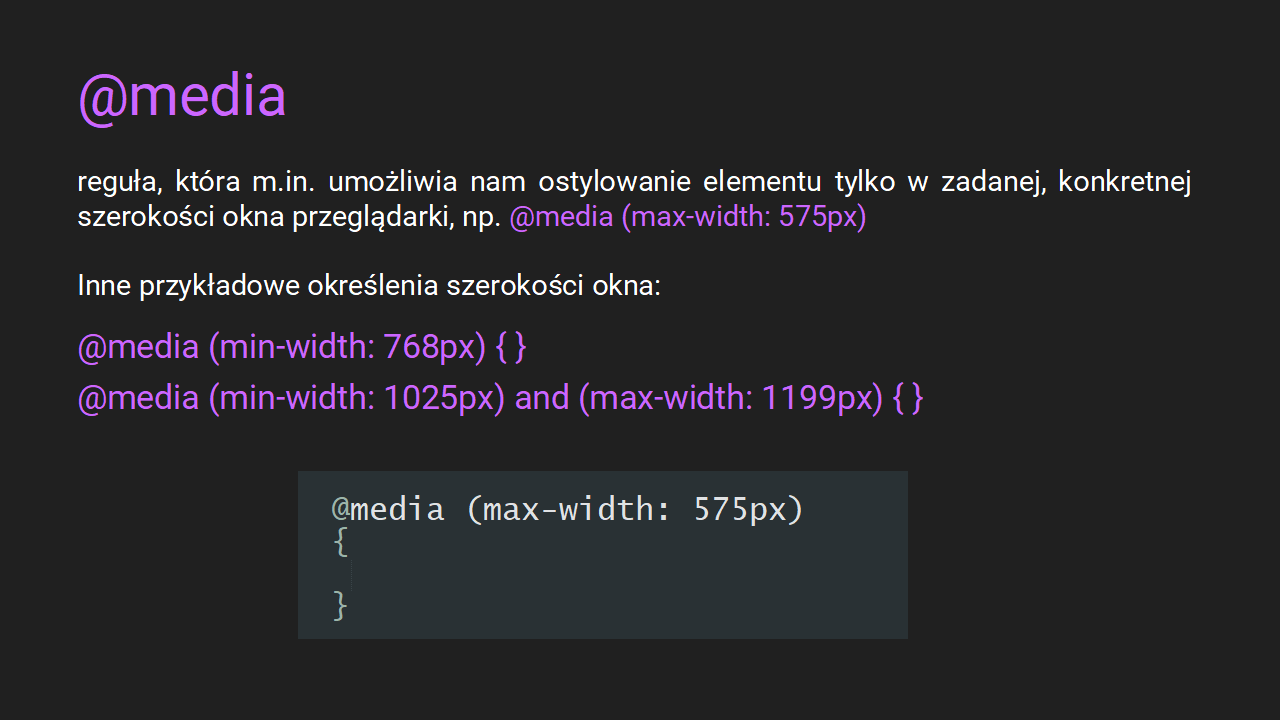 @media
reguła, która m.in. umożliwia nam ostylowanie elementu tylko w zadanej, konkretnej
szerokości okna przeglądarki, np. @media (max-width: 575px)
Inne przykładowe określenia szerokości okna:
@media (min-width: 768px) { }
@media (min-width: 1025px) and (max-width: 1199px) { }
@media (max-width: 575px)
{
}